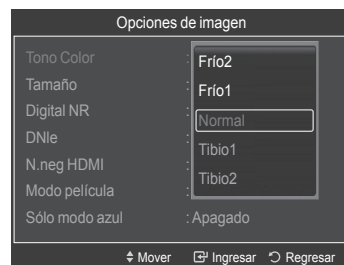 Opciones de imagen
Tono Color : Frío2
Tamaño : Frío1
Digital NR : Normal
DNIe : Tibio1
N.neg HDMI : Tibio2
Modo película :
Sólo modo azul : Apagado
Mover Ingresar Regresar